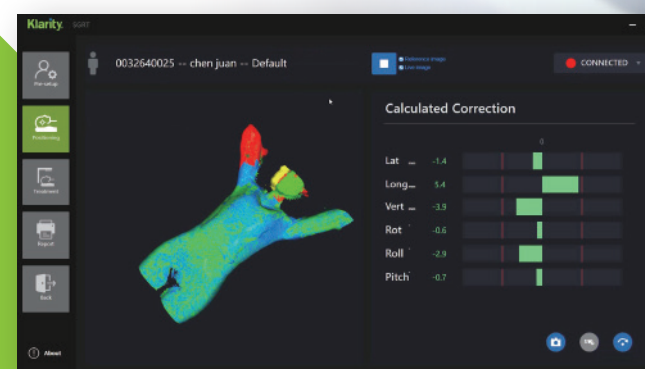 Klarity. SGRT
0032640025 -- chen juan -- Default
Reference image
Live image
CONNECTED
Pre-setup
Positioning
Treatment
Report
Back
About
Calculated Correction
0
Lat -1.4
Long 5.4
Vert -3.9
Rot -0.6
Roll -2.9
Pitch -0.7